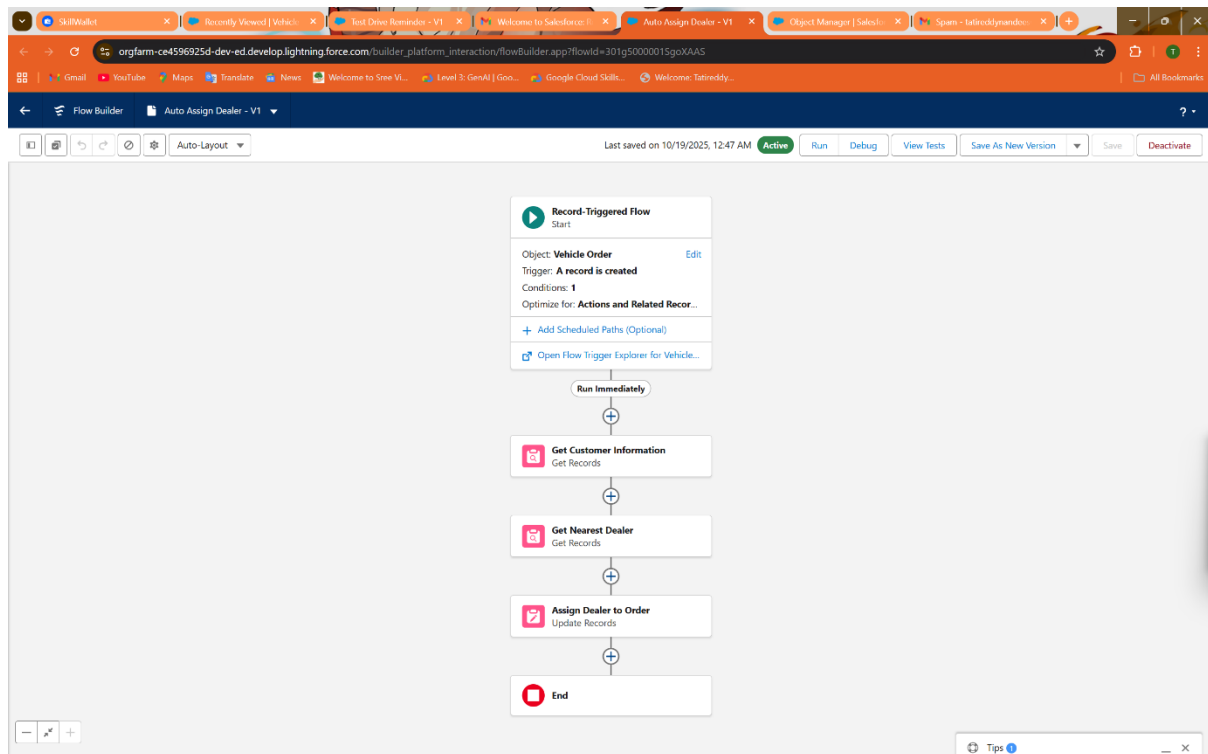 SkillWallet
Recently Viewed | Vehicle
Test Drive Reminder - V1
Welcome to Salesforce:
Auto Assign Dealer - V1
Object Manager | Salesfor
Spam - tatireddynandee
orgfarm-ce4596925d-dev-ed.develop.lightning.force.com/builder_platform_interaction/flowBuilder.app?flowId=301g5000001SgoXAAS
T
Gmail
YouTube
Maps
Translate
News
Welcome to Sree Vi...
Level 3: GenAI | Goo...
Google Cloud Skills...
Welcome: Tatireddy...
All Bookmarks
Flow Builder
Auto Assign Dealer - V1
?
Auto-Layout
Last saved on 10/19/2025, 12:47 AM
Active
Run
Debug
View Tests
Save As New Version
Save
Deactivate
Record-Triggered Flow
Start
Object: Vehicle Order
Edit
Trigger: A record is created
Conditions: 1
Optimize for: Actions and Related Recor...
Add Scheduled Paths (Optional)
Open Flow Trigger Explorer for Vehicle...
Run Immediately
Get Customer Information
Get Records
Get Nearest Dealer
Get Records
Assign Dealer to Order
Update Records
End
Tips 1